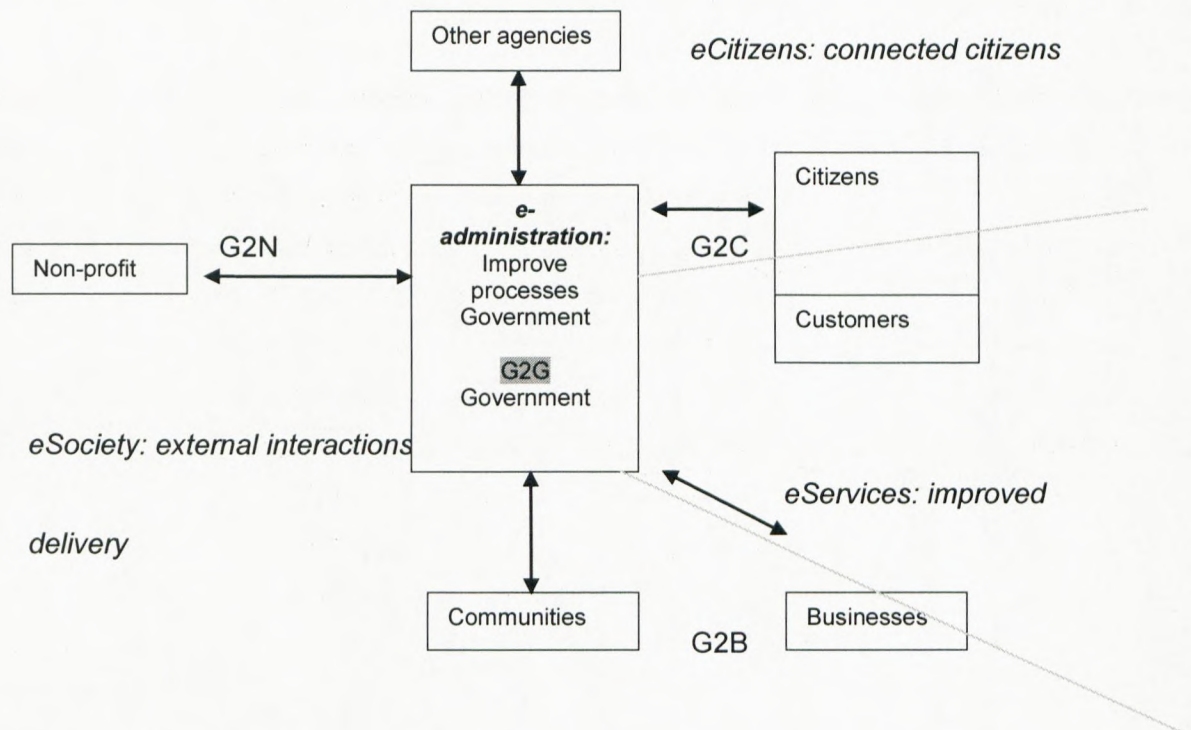 Other agencies
eCitizens: connected citizens
Citizens
e-
administration:
Improve
processes
Government
G2N
G2C
Non-profit
Customers
G2G
Government
eSociety: external interactions
eServices: improved
delivery
Communities
Businesses
G2B